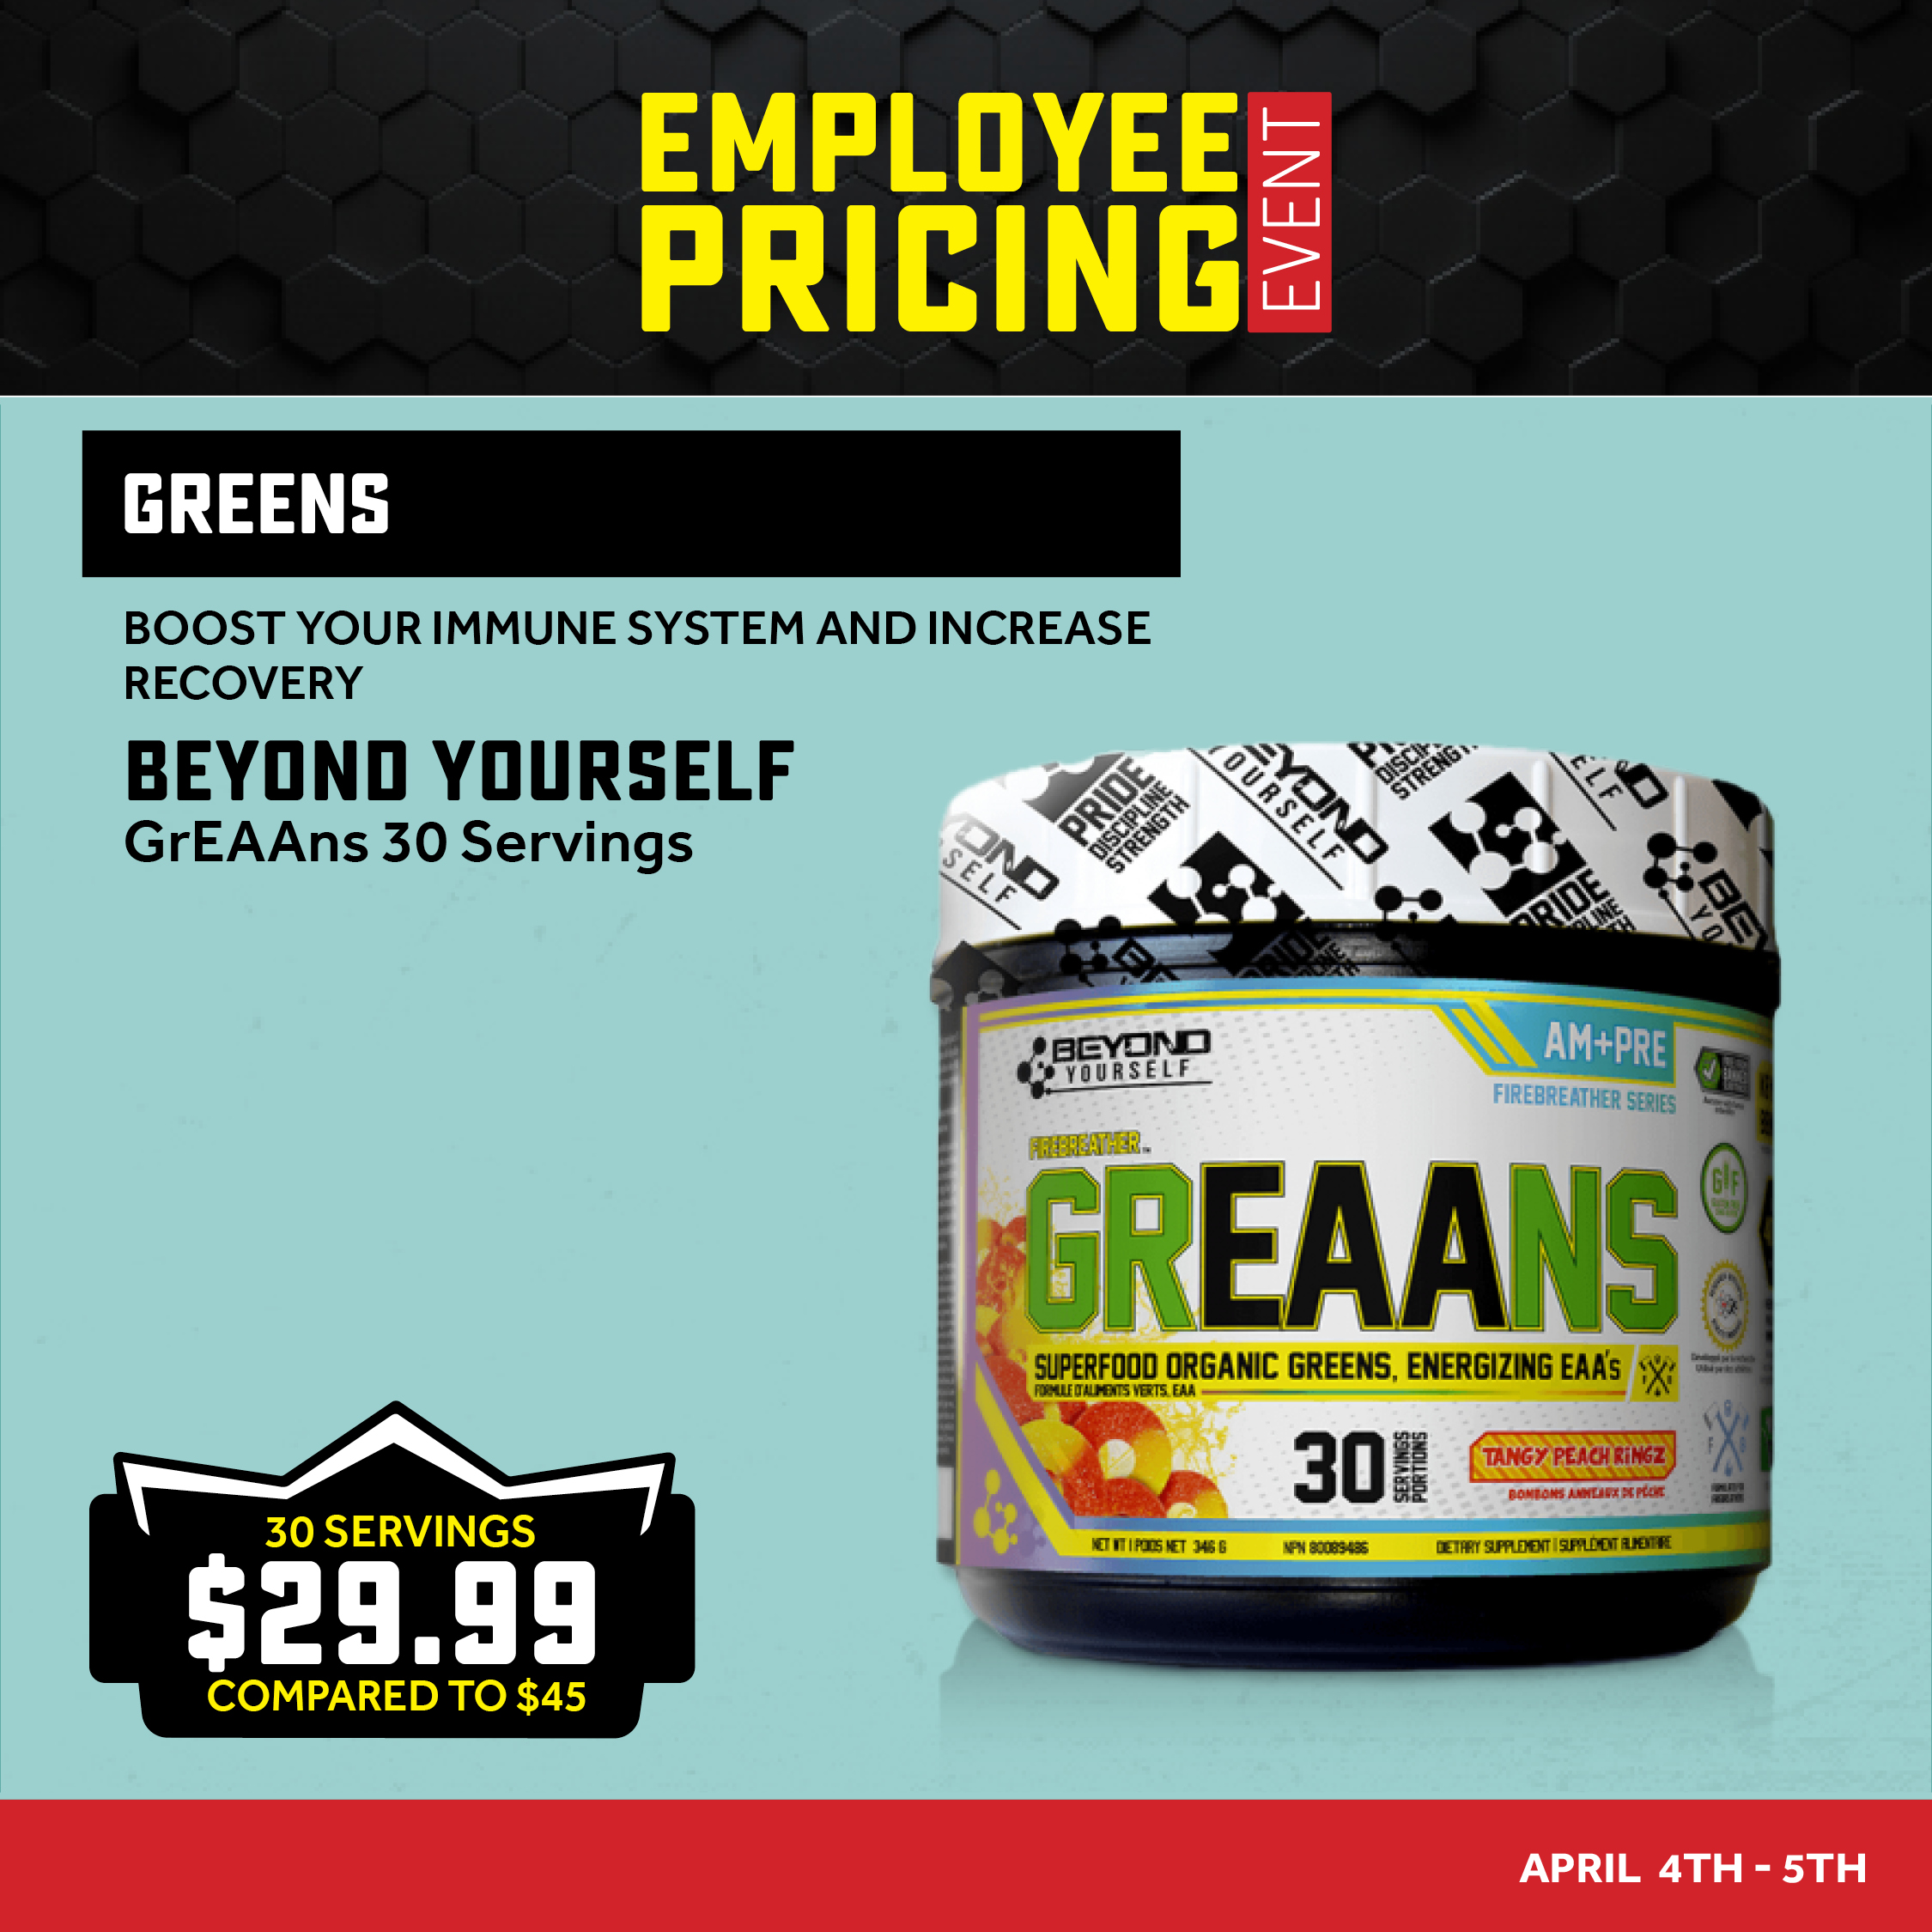 EMPLOYEE
PRICING
EVENT
GREENS
BOOST YOUR IMMUNE SYSTEM AND INCREASE
RECOVERY
BEYOND YOURSELF
GrEAAns 30 Servings
PRIDE
DISCIPLINE
STRENGTH
BEYOND
YOURSELF
AM+PRE
FIREBREATHER SERIES
FIREBREATHER™
GREAANS
SUPERFOOD ORGANIC GREENS, ENERGIZING EAA's
FORMULE D'ALIMENTS VERTS, EAA
30 SERVINGS
PORTIONS
TANGY PEACH RINGZ
BONBONS ANNEAUX DE PÊCHE
NET WT | POIDS NET 346 G NPN 80089486 DIETARY SUPPLEMENT | SUPPLÉMENT ALIMENTAIRE
30 SERVINGS
$29.99
COMPARED TO $45
APRIL 4TH - 5TH